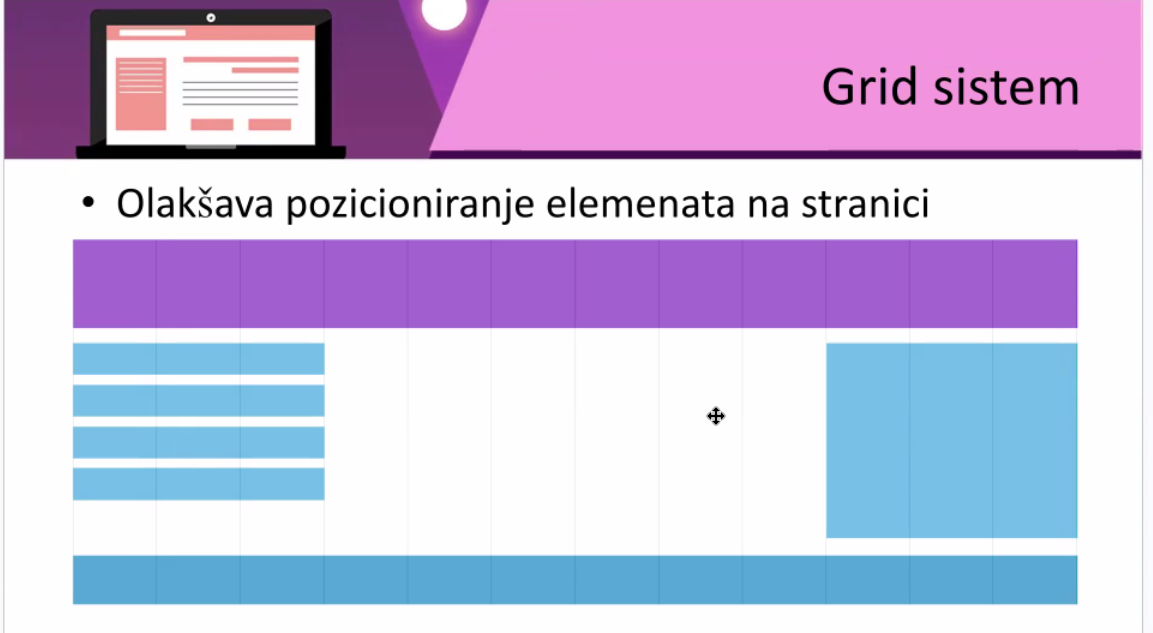 Grid sistem
• Olakšava pozicioniranje elemenata na stranici